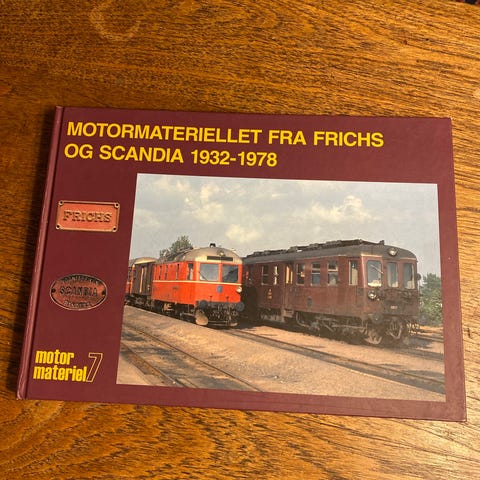 MOTORMATERIELLET FRA FRICHS
OG SCANDIA 1932-1978
FRICHS
SCANDIA
motor
materiel 7